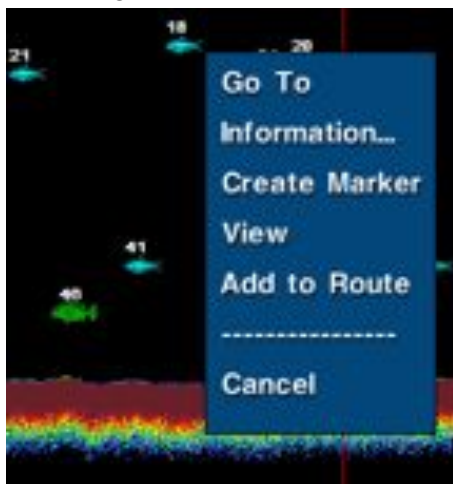 18
21
20
Go To
Information...
Create Marker
41
View
40
Add to Route
----------------
Cancel